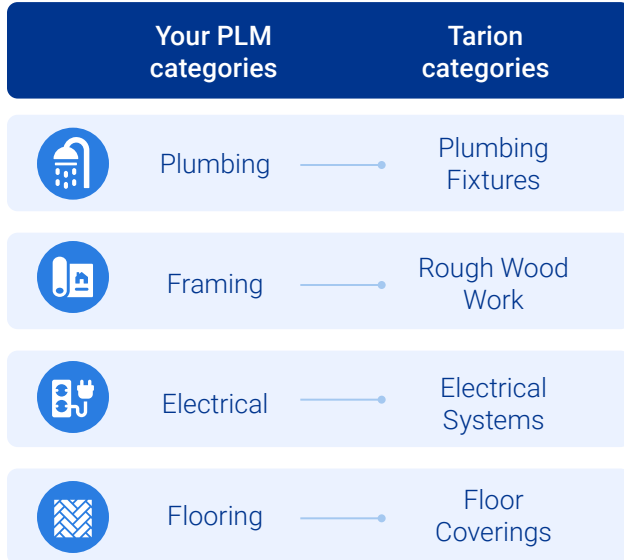 Your PLM
categories
Tarion
categories
Plumbing
Plumbing
Fixtures
Framing
Rough Wood
Work
Electrical
Electrical
Systems
Flooring
Floor
Coverings